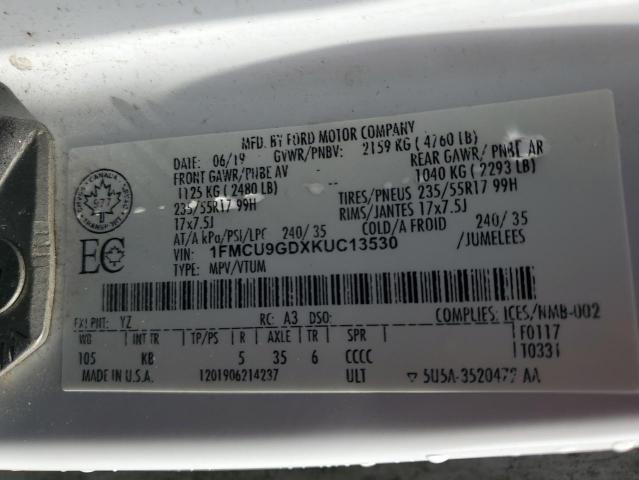 MFD. BY FORD MOTOR COMPANY
DATE: 06/19 GVWR/PNBV: 2159 KG (4760 LB)
FRONT GAWR/PNBE AV REAR GAWR/ PNBE AR
1125 KG (2480 LB) 1040 KG (2293 LB)
235/55R17 99H TIRES/PNEUS 235/55R17 99H
17x7.5J RIMS/JANTES 17x7.5J
AT/A kPa/PSI/LPC 240/35 COLD/A FROID 240/35
VIN: 1FMCU9GDXKUC13530
TYPE: MPV/VTUM
CANADA
977
EC
EXT PNT: YZ RC: A3 DSO: COMPLIES: ICES/NMB-002
WB INT TR TP/PS R AXLE TR SPR F0117
105 KB 5 35 6 CCCC T0331
MADE IN U.S.A. 1201906214237 ULT ▽ 5U5A-3520472 AA